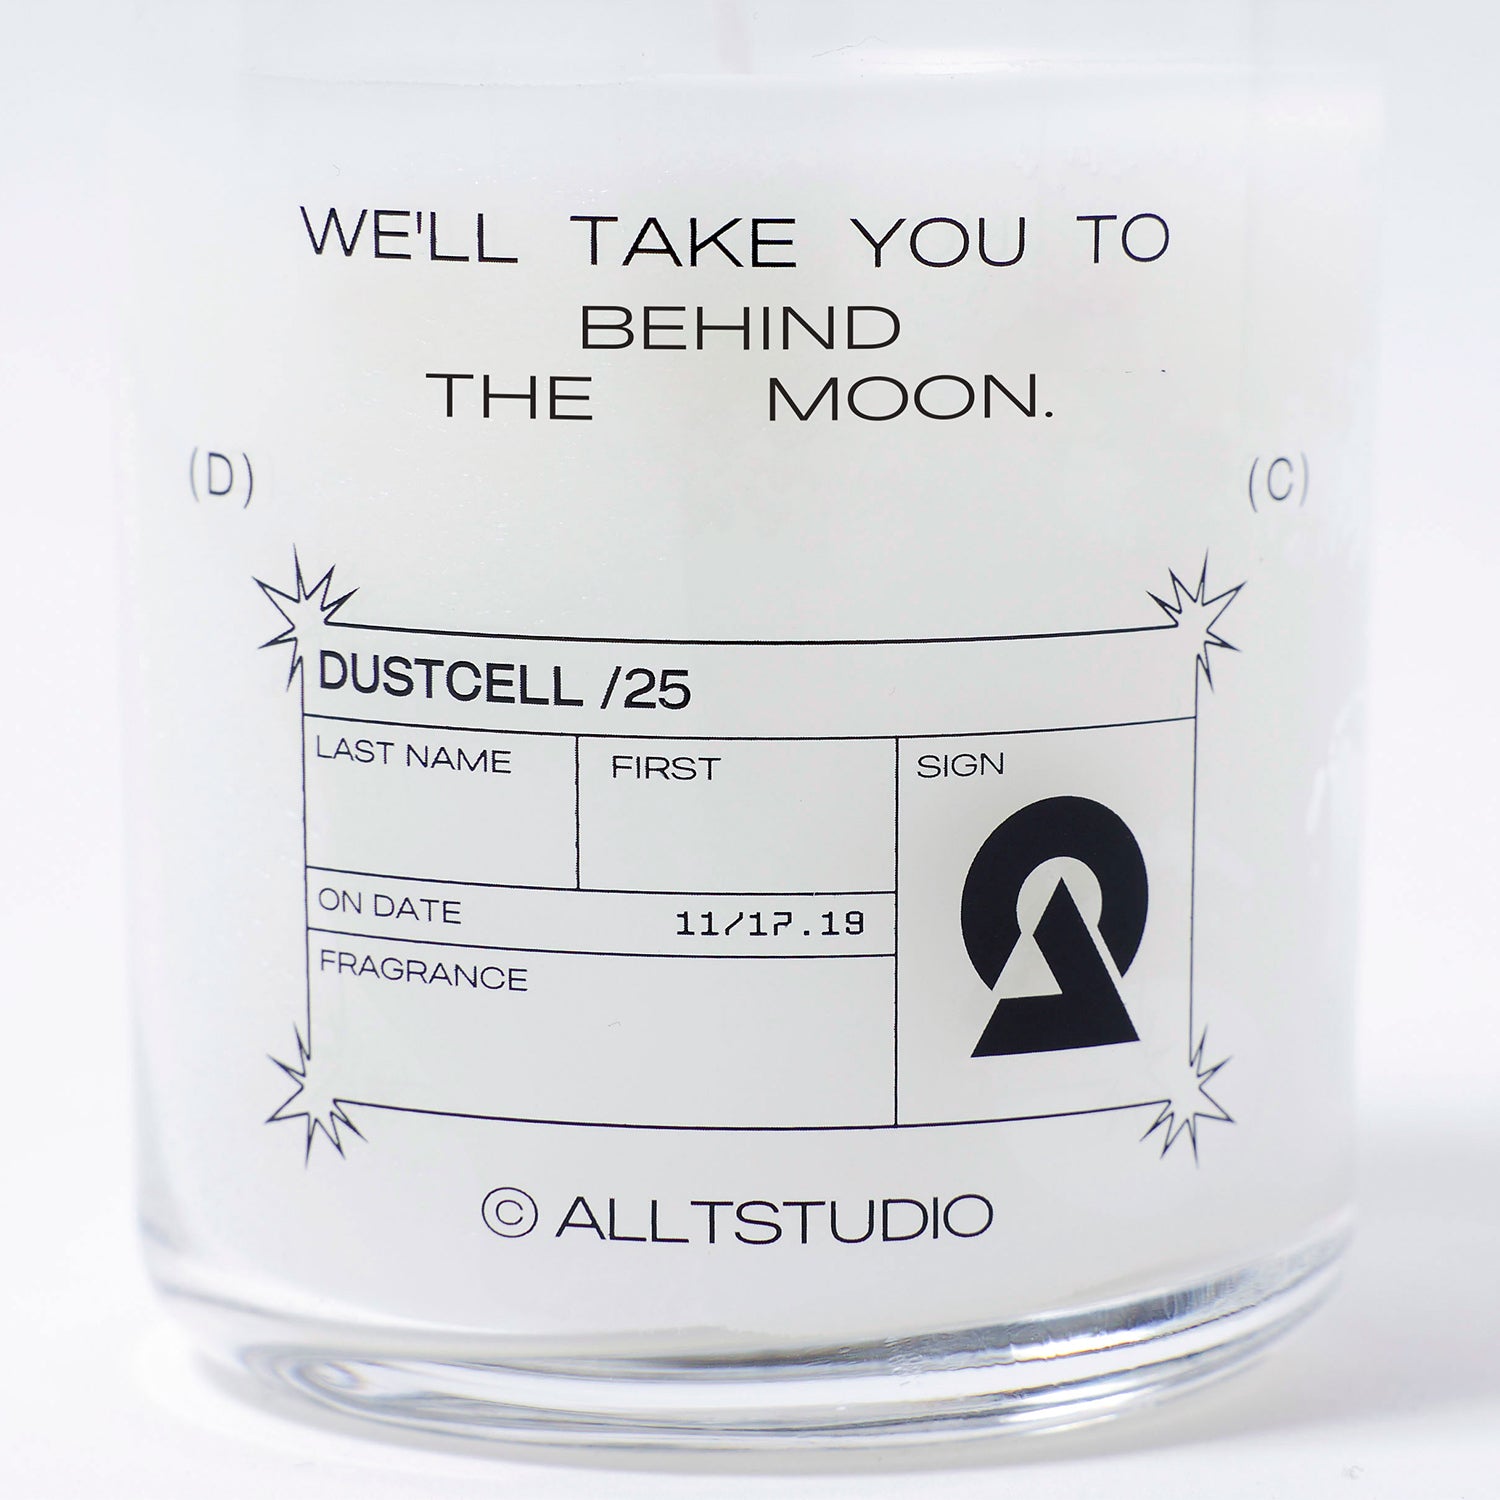 WE'LL TAKE YOU TO
BEHIND
THE MOON.
(D) (C)
DUSTCELL /25
LAST NAME FIRST SIGN
ON DATE 11/17.19
FRAGRANCE
© ALLTSTUDIO